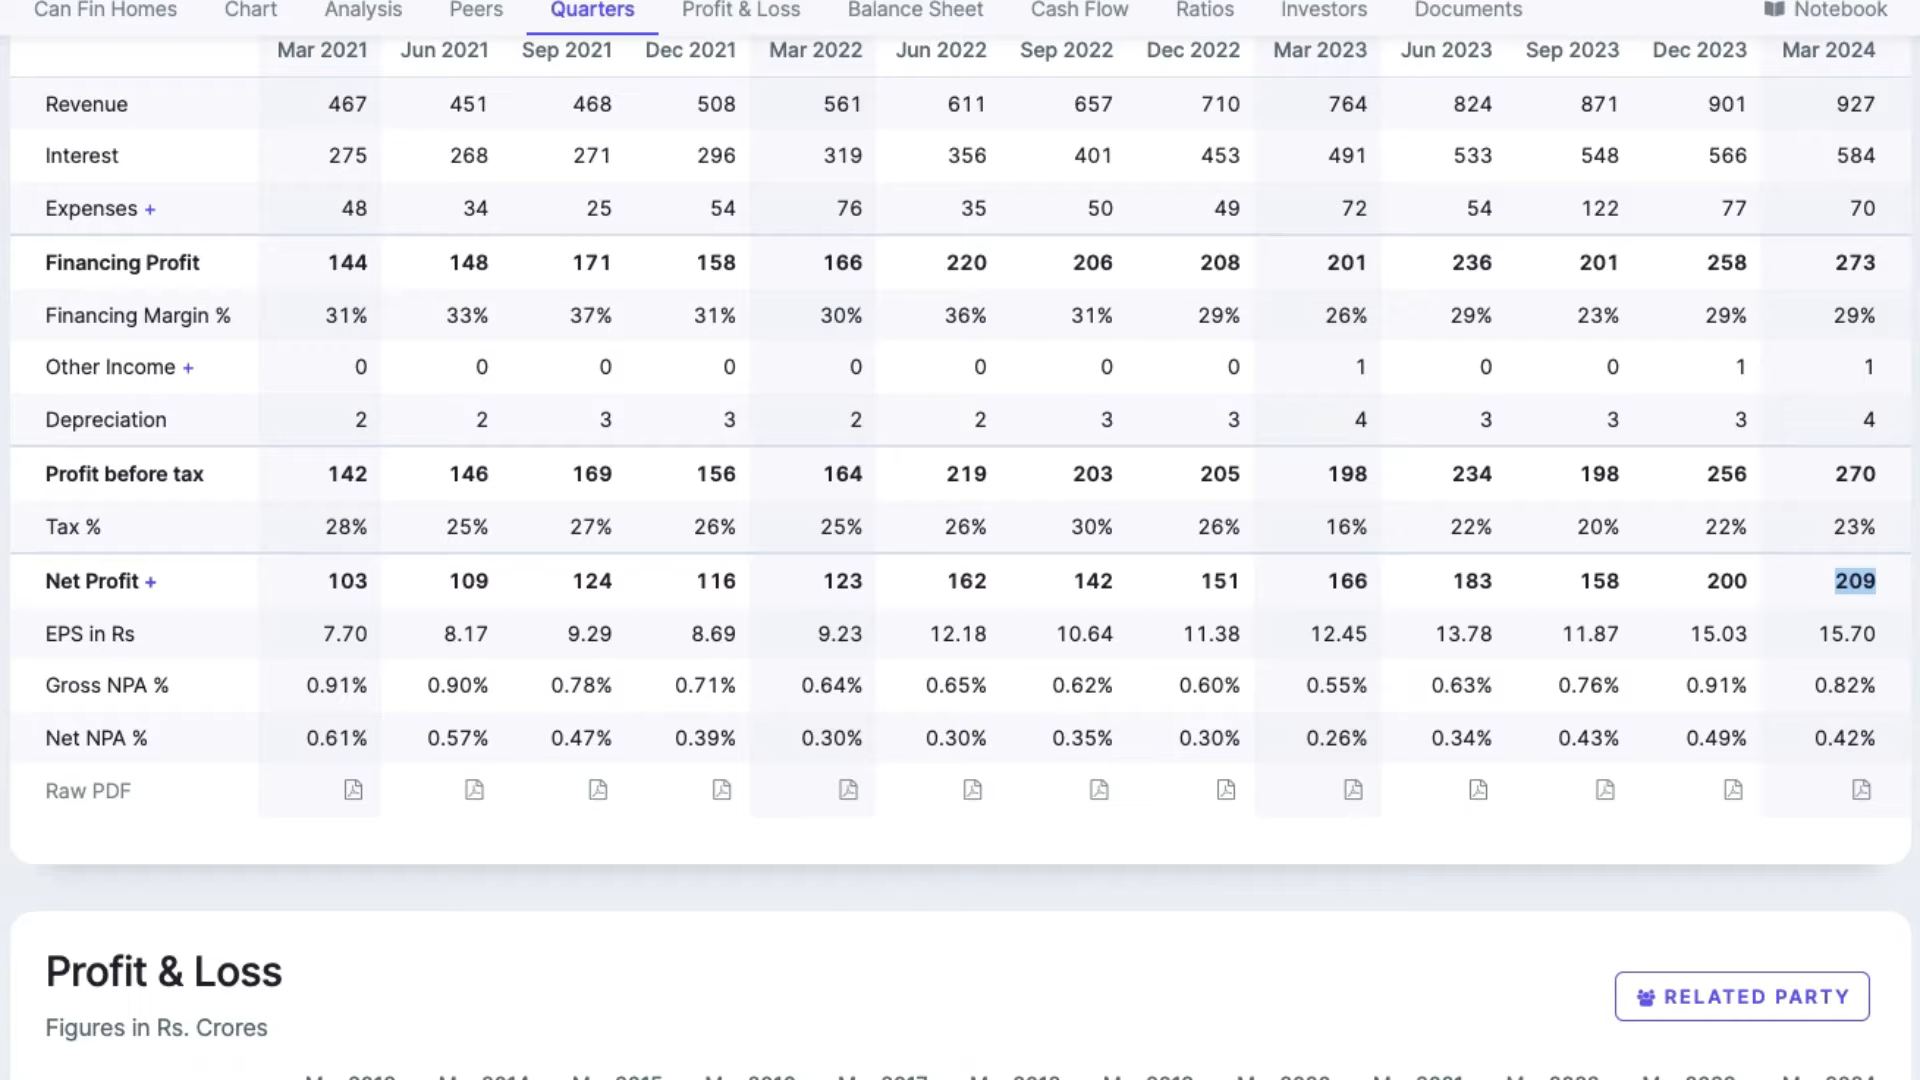 Can Fin Homes Chart Analysis Peers Quarters Profit & Loss Balance Sheet Cash Flow Ratios Investors Documents Notebook
Mar 2021 Jun 2021 Sep 2021 Dec 2021 Mar 2022 Jun 2022 Sep 2022 Dec 2022 Mar 2023 Jun 2023 Sep 2023 Dec 2023 Mar 2024
Revenue 467 451 468 508 561 611 657 710 764 824 871 901 927
Interest 275 268 271 296 319 356 401 453 491 533 548 566 584
Expenses + 48 34 25 54 76 35 50 49 72 54 122 77 70
Financing Profit 144 148 171 158 166 220 206 208 201 236 201 258 273
Financing Margin % 31% 33% 37% 31% 30% 36% 31% 29% 26% 29% 23% 29% 29%
Other Income + 0 0 0 0 0 0 0 0 1 0 0 1 1
Depreciation 2 2 3 3 2 2 3 3 4 3 3 3 4
Profit before tax 142 146 169 156 164 219 203 205 198 234 198 256 270
Tax % 28% 25% 27% 26% 25% 26% 30% 26% 16% 22% 20% 22% 23%
Net Profit + 103 109 124 116 123 162 142 151 166 183 158 200 209
EPS in Rs 7.70 8.17 9.29 8.69 9.23 12.18 10.64 11.38 12.45 13.78 11.87 15.03 15.70
Gross NPA % 0.91% 0.90% 0.78% 0.71% 0.64% 0.65% 0.62% 0.60% 0.55% 0.63% 0.76% 0.91% 0.82%
Net NPA % 0.61% 0.57% 0.47% 0.39% 0.30% 0.30% 0.35% 0.30% 0.26% 0.34% 0.43% 0.49% 0.42%
Raw PDF
Profit & Loss
RELATED PARTY
Figures in Rs. Crores